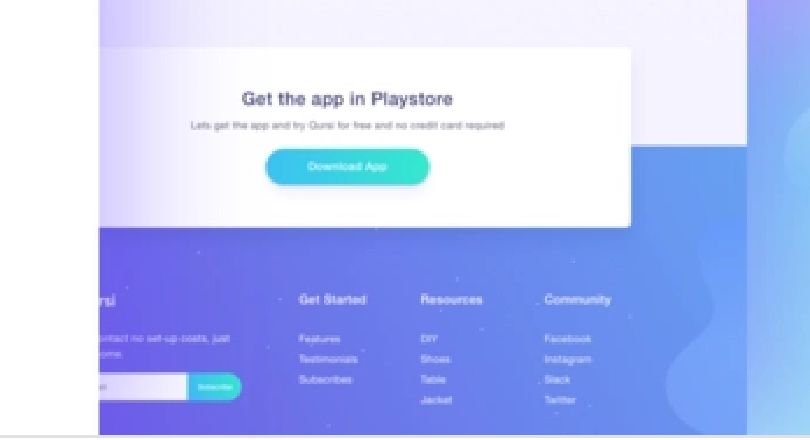 Get the app in Playstore
Lets get the app and try Qursi for free and no credit card required
Download App
rsi
ontact no set-up costs, just
ome.
Subscribe
Get Started
Features
Testimonials
Subscribes
Resources
DIY
Shoes
Table
Jacket
Community
Facebook
Instagram
Slack
Twitter